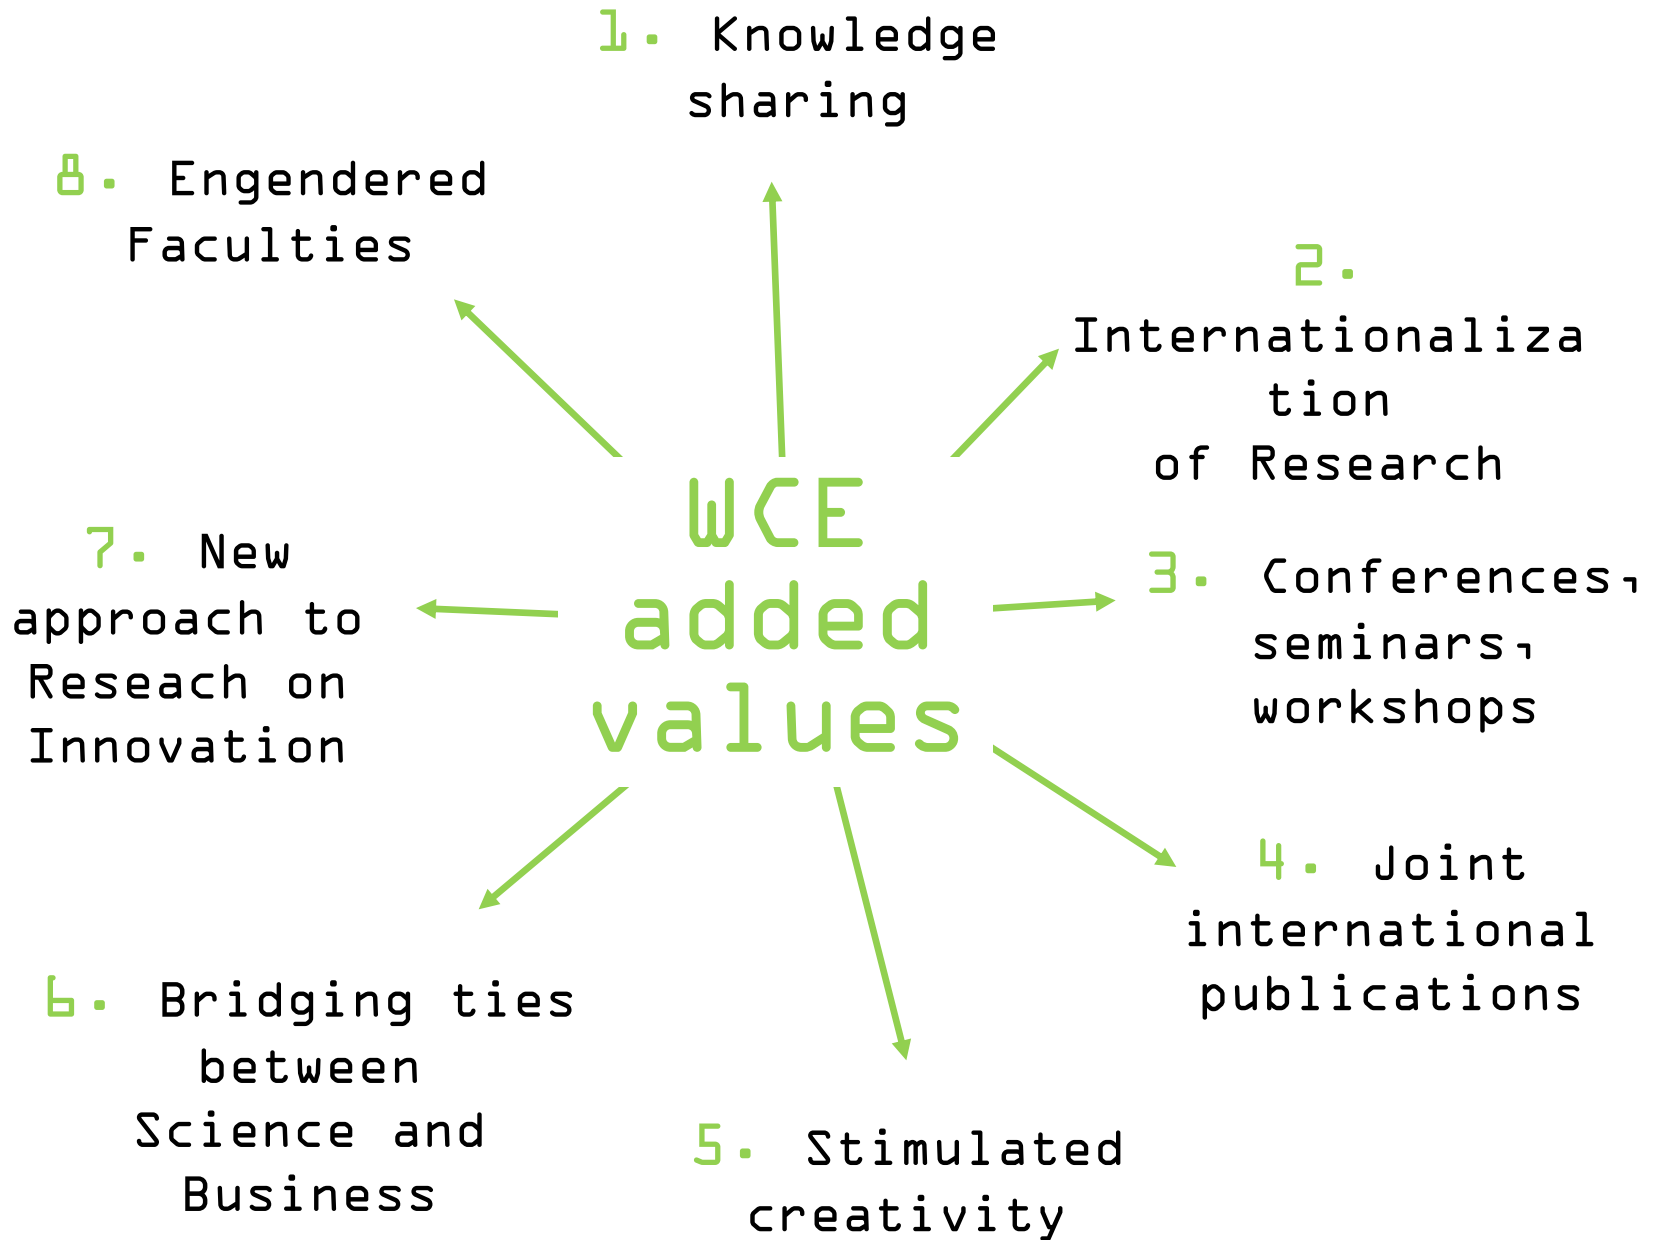 WCE
added
values
1. Knowledge
sharing
2.
Internationaliza
tion
of Research
3. Conferences,
seminars,
workshops
4. Joint
international
publications
5. Stimulated
creativity
6. Bridging ties
between
Science and
Business
7. New
approach to
Reseach on
Innovation
8. Engendered
Faculties